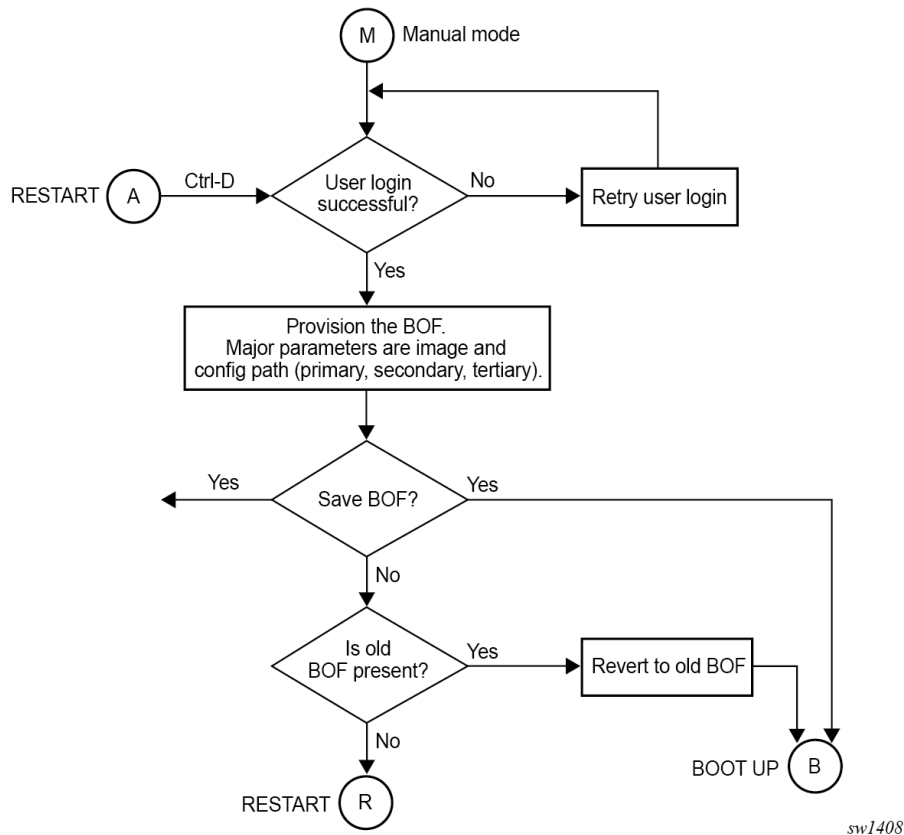 M
Manual mode
RESTART
A
Ctrl-D
User login
successful?
No
Retry user login
Yes
Provision the BOF.
Major parameters are image and
config path (primary, secondary, tertiary).
Yes
Save BOF?
Yes
No
Is old
BOF present?
Yes
Revert to old BOF
No
RESTART
R
BOOT UP
B
sw1408